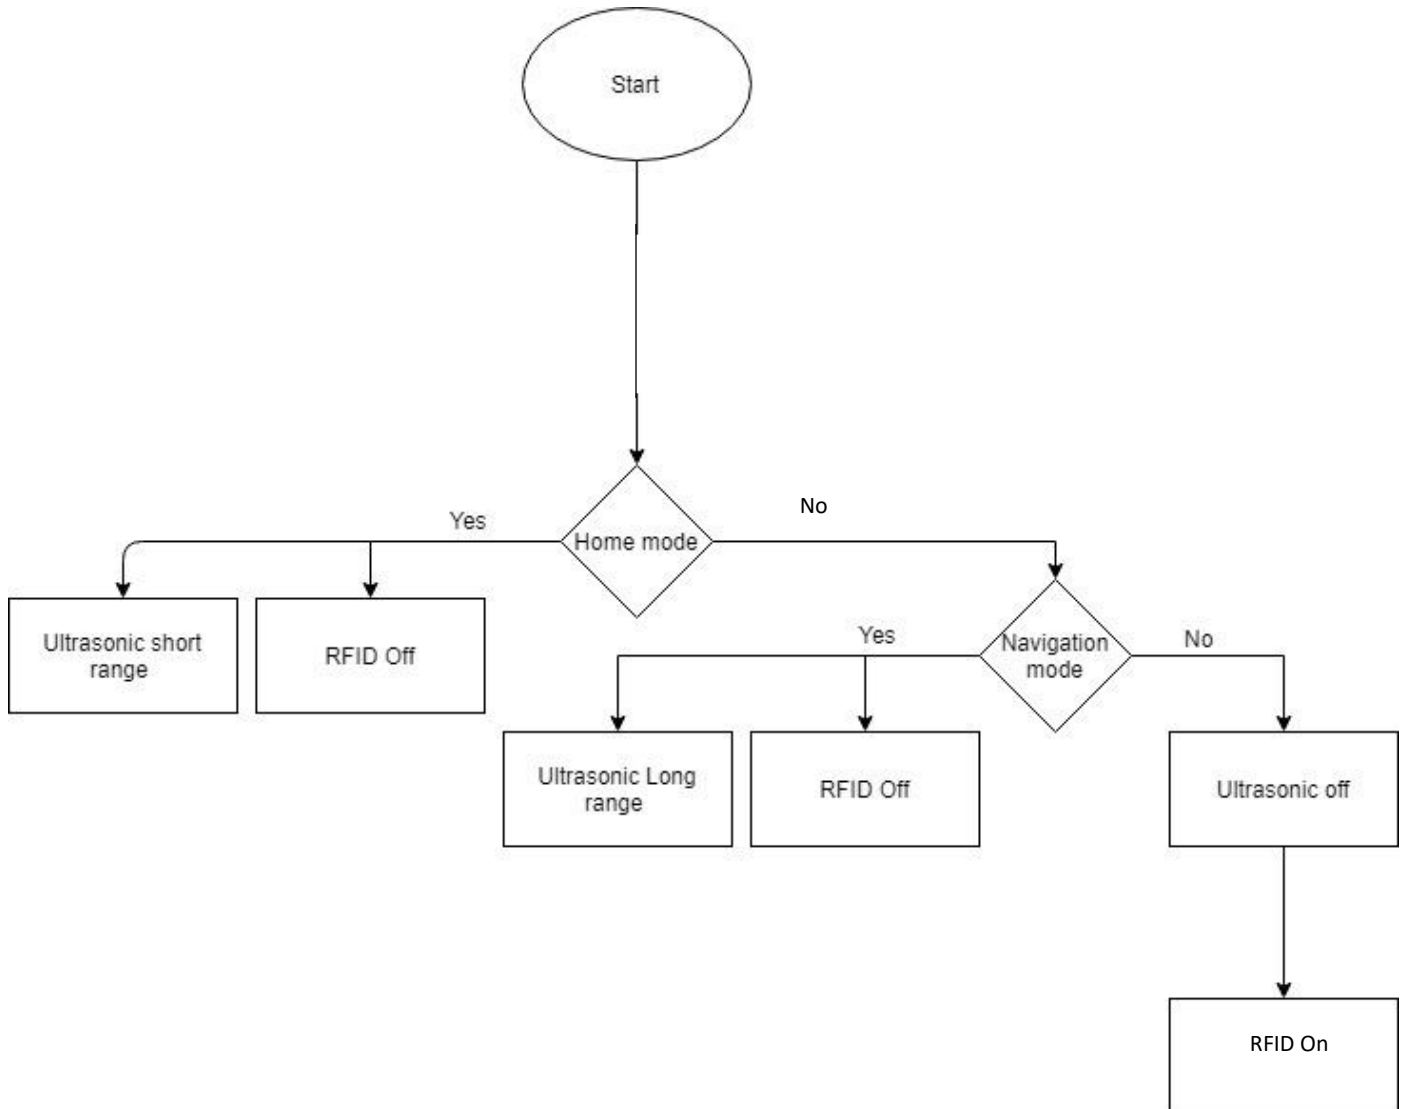 Start
No
Yes
Home mode
Yes
Navigation
mode
No
Ultrasonic short
range
RFID Off
Ultrasonic Long
range
RFID Off
Ultrasonic off
RFID On